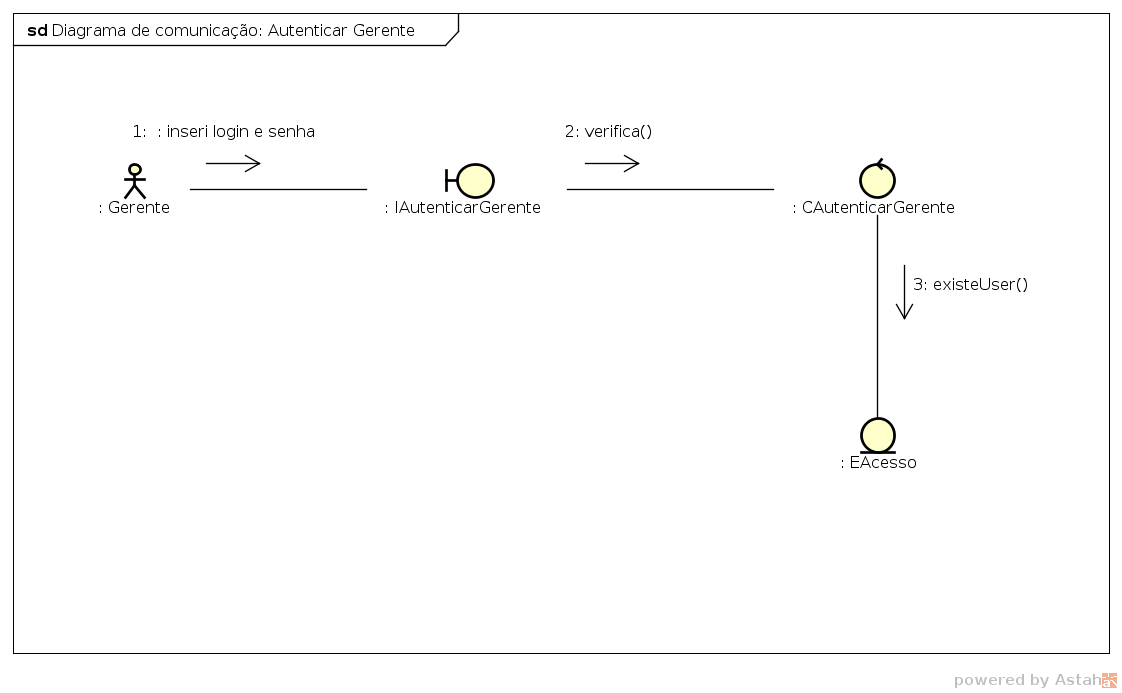 sd Diagrama de comunicação: Autenticar Gerente
1:  : inseri login e senha
2: verifica()
: Gerente
: IAutenticarGerente
: CAutenticarGerente
3: existeUser()
: EAcesso
powered by Astah